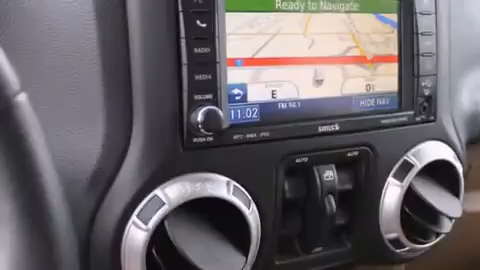 Ready to Navigate
RADIO
MEDIA
VOLUME
E
11:02
FM 94.1
HIDE NAV
PUSH ON
SIRIUS
AUTO
AUTO